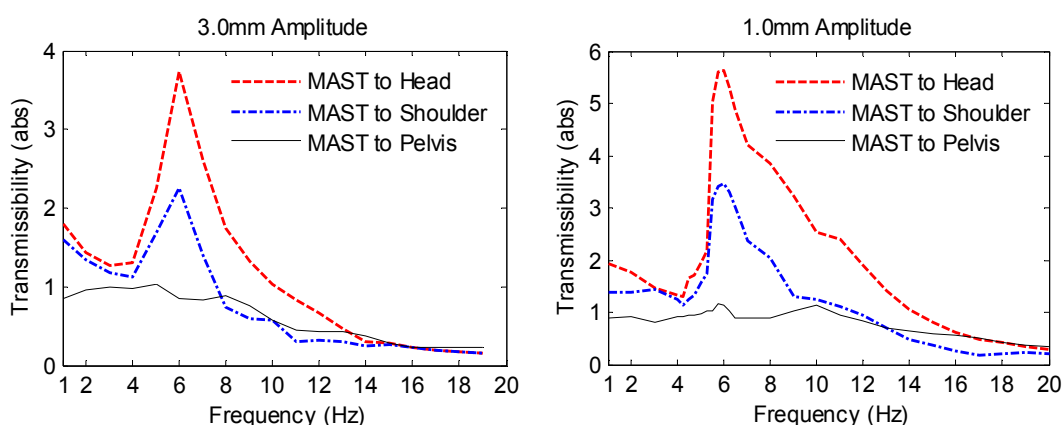 3.0mm Amplitude
Transmissibility (abs)
4
3
2
1
0
MAST to Head
MAST to Shoulder
MAST to Pelvis
1 2 4 6 8 10 12 14 16 18 20
Frequency (Hz)
1.0mm Amplitude
Transmissibility (abs)
6
5
4
3
2
1
0
MAST to Head
MAST to Shoulder
MAST to Pelvis
1 2 4 6 8 10 12 14 16 18 20
Frequency (Hz)